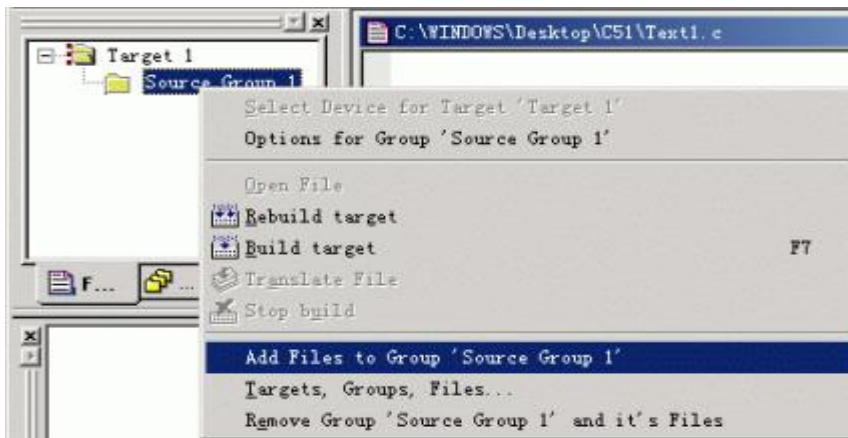 C:\WINDOWS\Desktop\C51\Text1.c
Target 1
Source Group 1
Select Device for Target 'Target 1'
Options for Group 'Source Group 1'
Open File
Rebuild target
Build target F7
Translate File
Stop build
F... ...
Add Files to Group 'Source Group 1'
Targets, Groups, Files...
Remove Group 'Source Group 1' and it's Files